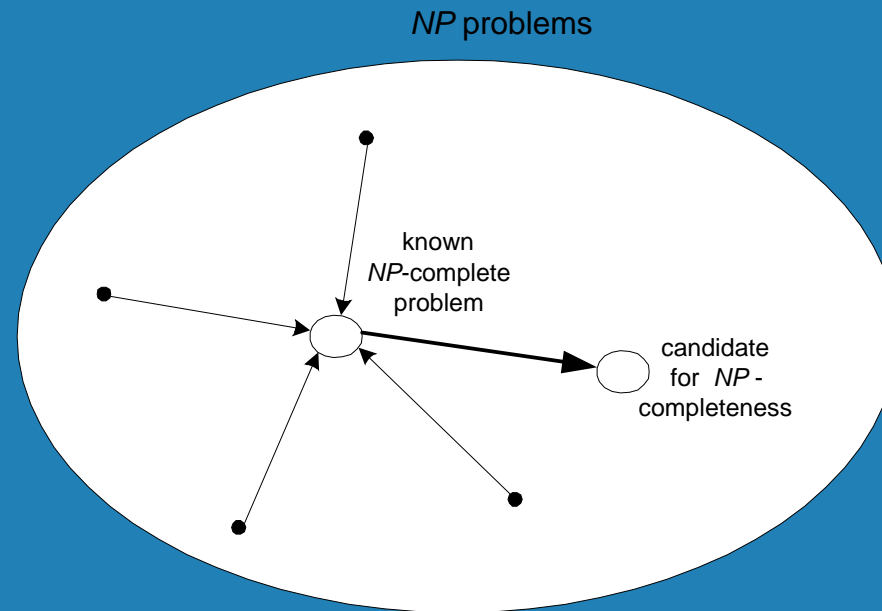 NP problems
known
NP-complete
problem
candidate
for NP -
completeness